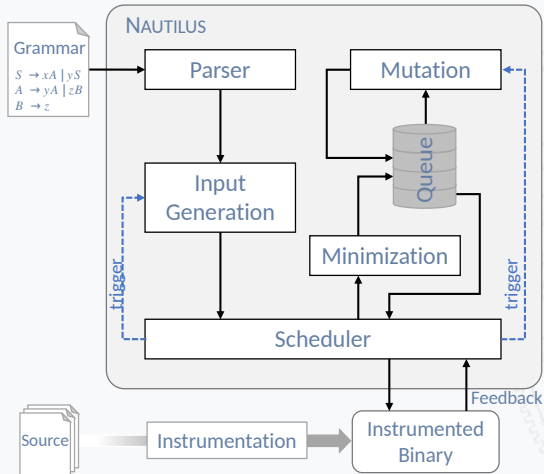 NAUTILUS
Grammar
S → xA | yS
A → yA | zB
B → z
Parser
Mutation
Queue
Input
Generation
Minimization
trigger
trigger
Scheduler
Feedback
Source
Instrumentation
Instrumented
Binary